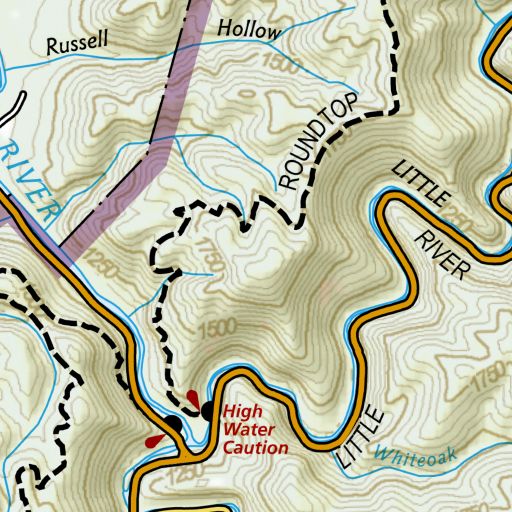 Russell
Hollow
1500
ROUNDTOP
LITTLE
RIVER
1250
RIVER
1750
1250
1500
1750
High
Water
Caution
LITTLE
Whiteoak
1250